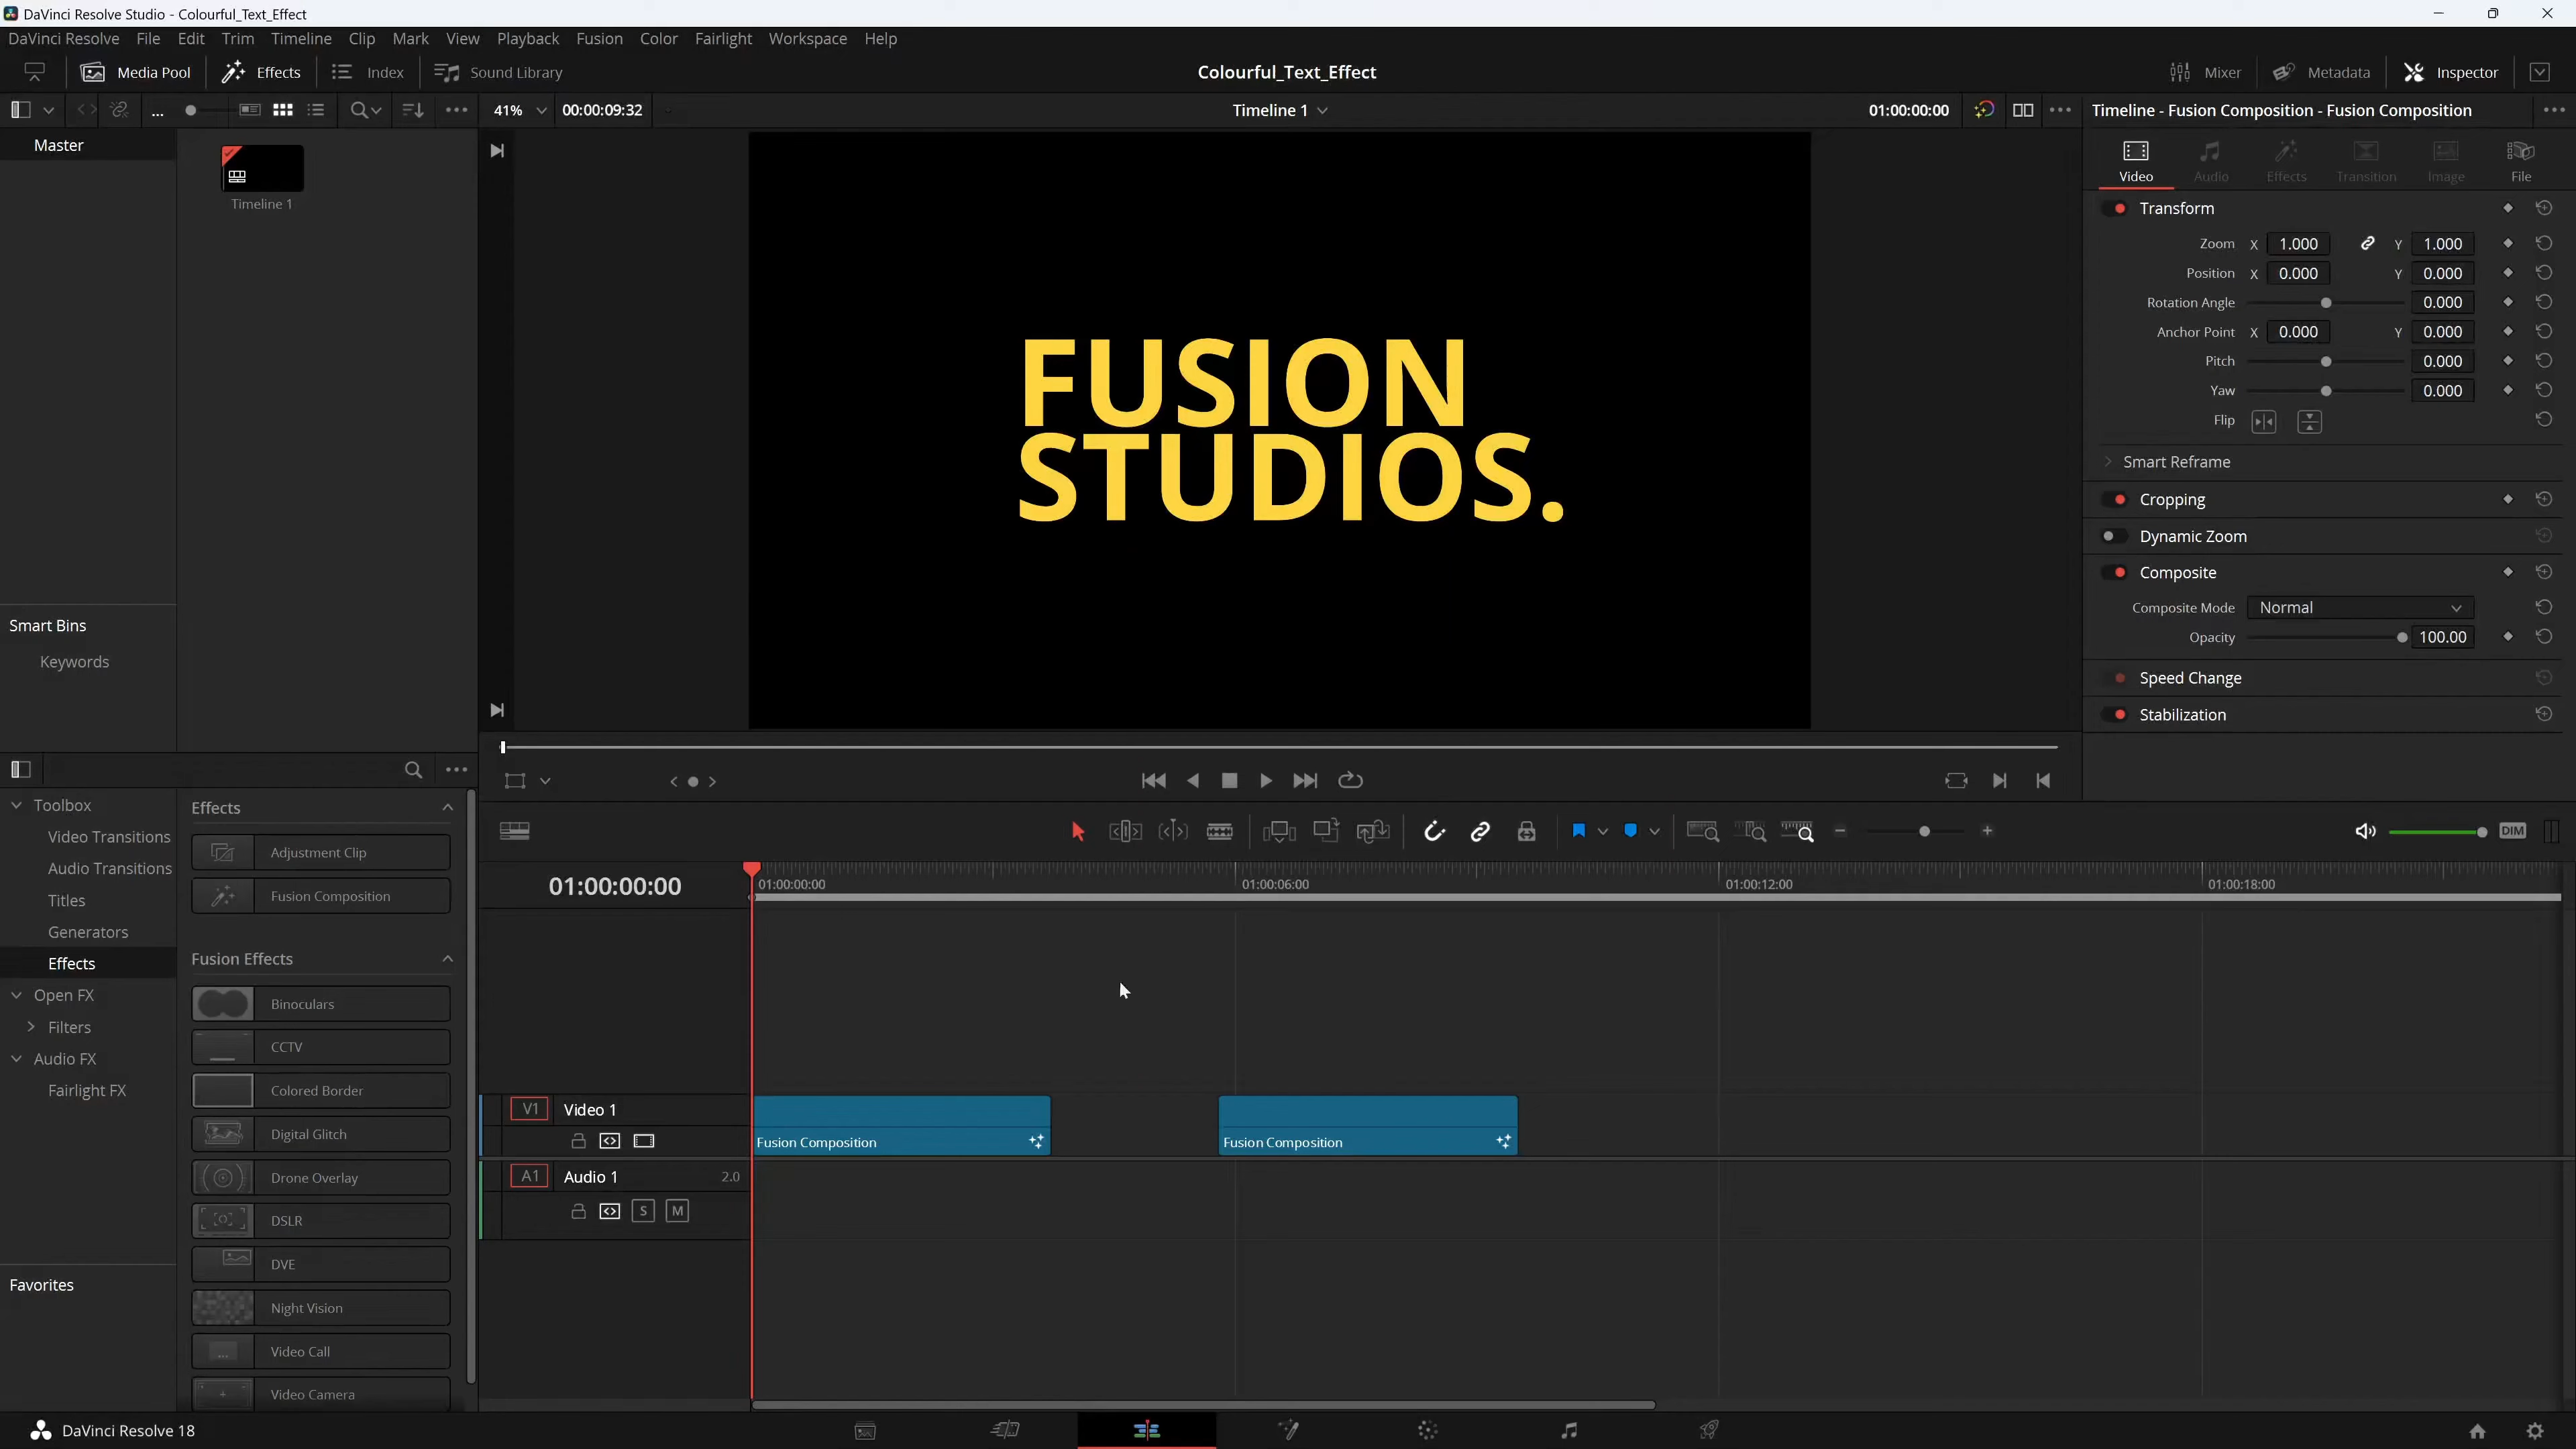 DaVinci Resolve Studio - Colourful_Text_Effect
DaVinci Resolve File Edit Trim Timeline Clip Mark View Playback Fusion Color Fairlight Workspace Help
Media Pool Effects Index Sound Library Colourful_Text_Effect Mixer Metadata Inspector
... 41% 00:00:09:32 Timeline 1 01:00:00:00 Timeline - Fusion Composition - Fusion Composition
Master
Timeline 1
Smart Bins
Keywords
FUSION
STUDIOS.
Video Audio Effects Transition Image File
Transform
Zoom X 1.000 Y 1.000
Position X 0.000 Y 0.000
Rotation Angle 0.000
Anchor Point X 0.000 Y 0.000
Pitch 0.000
Yaw 0.000
Flip
Smart Reframe
Cropping
Dynamic Zoom
Composite
Composite Mode Normal
Opacity 100.00
Speed Change
Stabilization
Toolbox
Video Transitions
Audio Transitions
Titles
Generators
Effects
Open FX
Filters
Audio FX
Fairlight FX
Favorites
Effects
Adjustment Clip
Fusion Composition
Fusion Effects
Binoculars
CCTV
Colored Border
Digital Glitch
Drone Overlay
DSLR
DVE
Night Vision
Video Call
Video Camera
DIM
01:00:00:00 01:00:00:00 01:00:06:00 01:00:12:00 01:00:18:00
V1 Video 1
Fusion Composition Fusion Composition
A1 Audio 1 2.0
S M
DaVinci Resolve 18